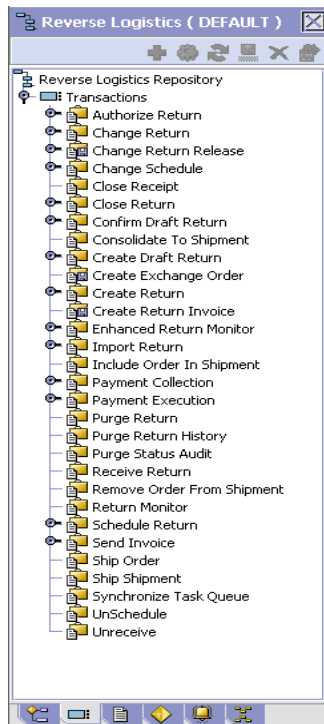 Reverse Logistics ( DEFAULT )
Reverse Logistics Repository
Transactions
Authorize Return
Change Return
Change Return Release
Change Schedule
Close Receipt
Close Return
Confirm Draft Return
Consolidate To Shipment
Create Draft Return
Create Exchange Order
Create Return
Create Return Invoice
Enhanced Return Monitor
Import Return
Include Order In Shipment
Payment Collection
Payment Execution
Purge Return
Purge Return History
Purge Status Audit
Receive Return
Remove Order From Shipment
Return Monitor
Schedule Return
Send Invoice
Ship Order
Ship Shipment
Synchronize Task Queue
UnSchedule
Unreceive